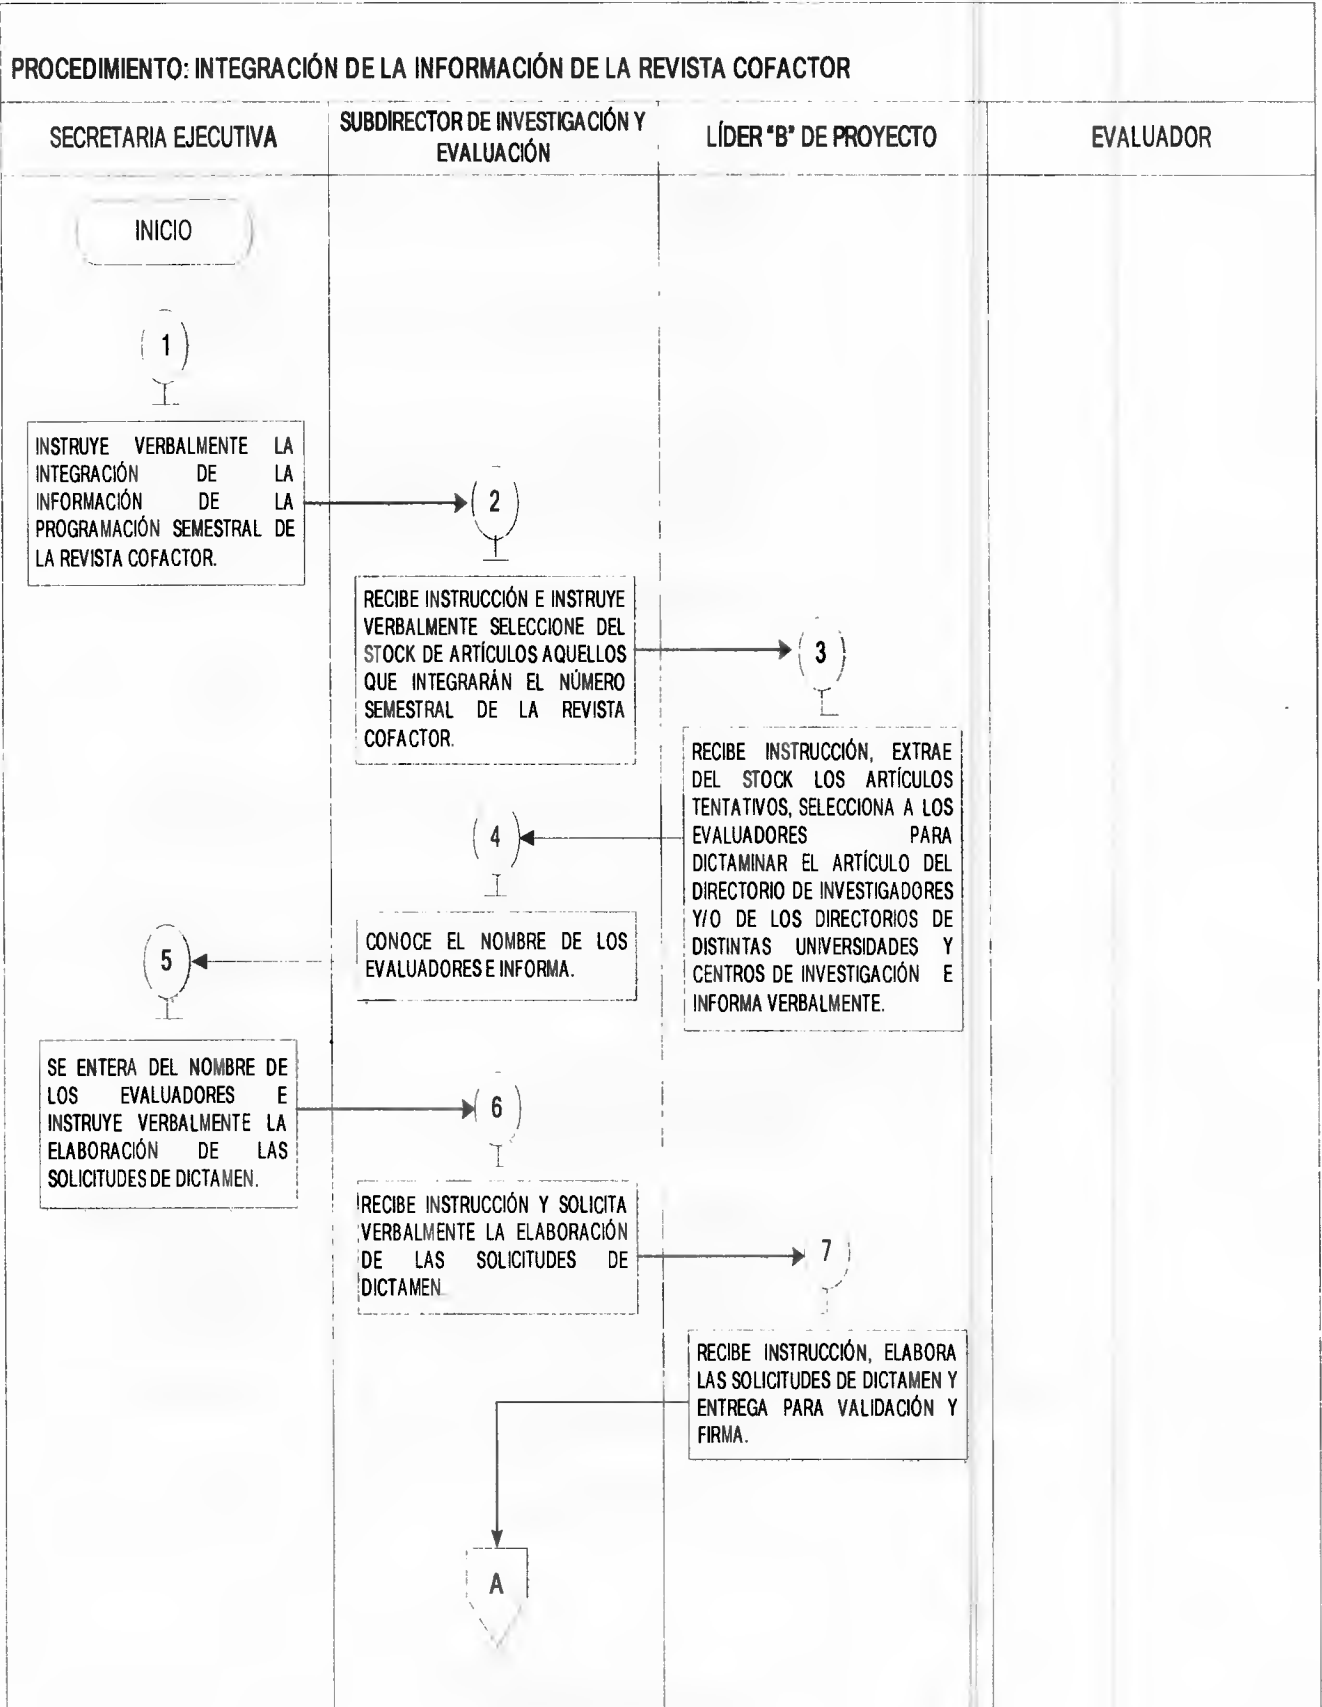 PROCEDIMIENTO: INTEGRACIÓN DE LA INFORMACIÓN DE LA REVISTA COFACTOR
SECRETARIA EJECUTIVA
SUBDIRECTOR DE INVESTIGACIÓN Y
EVALUACIÓN
LÍDER "B" DE PROYECTO
EVALUADOR
INICIO
1
INSTRUYE VERBALMENTE LA
INTEGRACIÓN DE LA
INFORMACIÓN DE LA
PROGRAMACIÓN SEMESTRAL DE
LA REVISTA COFACTOR.
2
RECIBE INSTRUCCIÓN E INSTRUYE
VERBALMENTE SELECCIONE DEL
STOCK DE ARTÍCULOS AQUELLOS
QUE INTEGRARÁN EL NÚMERO
SEMESTRAL DE LA REVISTA
COFACTOR.
3
RECIBE INSTRUCCIÓN, EXTRAE
DEL STOCK LOS ARTÍCULOS
TENTATIVOS, SELECCIONA A LOS
EVALUADORES PARA
DICTAMINAR EL ARTÍCULO DEL
DIRECTORIO DE INVESTIGADORES
Y/O DE LOS DIRECTORIOS DE
DISTINTAS UNIVERSIDADES Y
CENTROS DE INVESTIGACIÓN E
INFORMA VERBALMENTE.
4
CONOCE EL NOMBRE DE LOS
EVALUADORES E INFORMA.
5
SE ENTERA DEL NOMBRE DE
LOS EVALUADORES E
INSTRUYE VERBALMENTE LA
ELABORACIÓN DE LAS
SOLICITUDES DE DICTAMEN.
6
RECIBE INSTRUCCIÓN Y SOLICITA
VERBALMENTE LA ELABORACIÓN
DE LAS SOLICITUDES DE
DICTAMEN
7
RECIBE INSTRUCCIÓN, ELABORA
LAS SOLICITUDES DE DICTAMEN Y
ENTREGA PARA VALIDACIÓN Y
FIRMA.
A